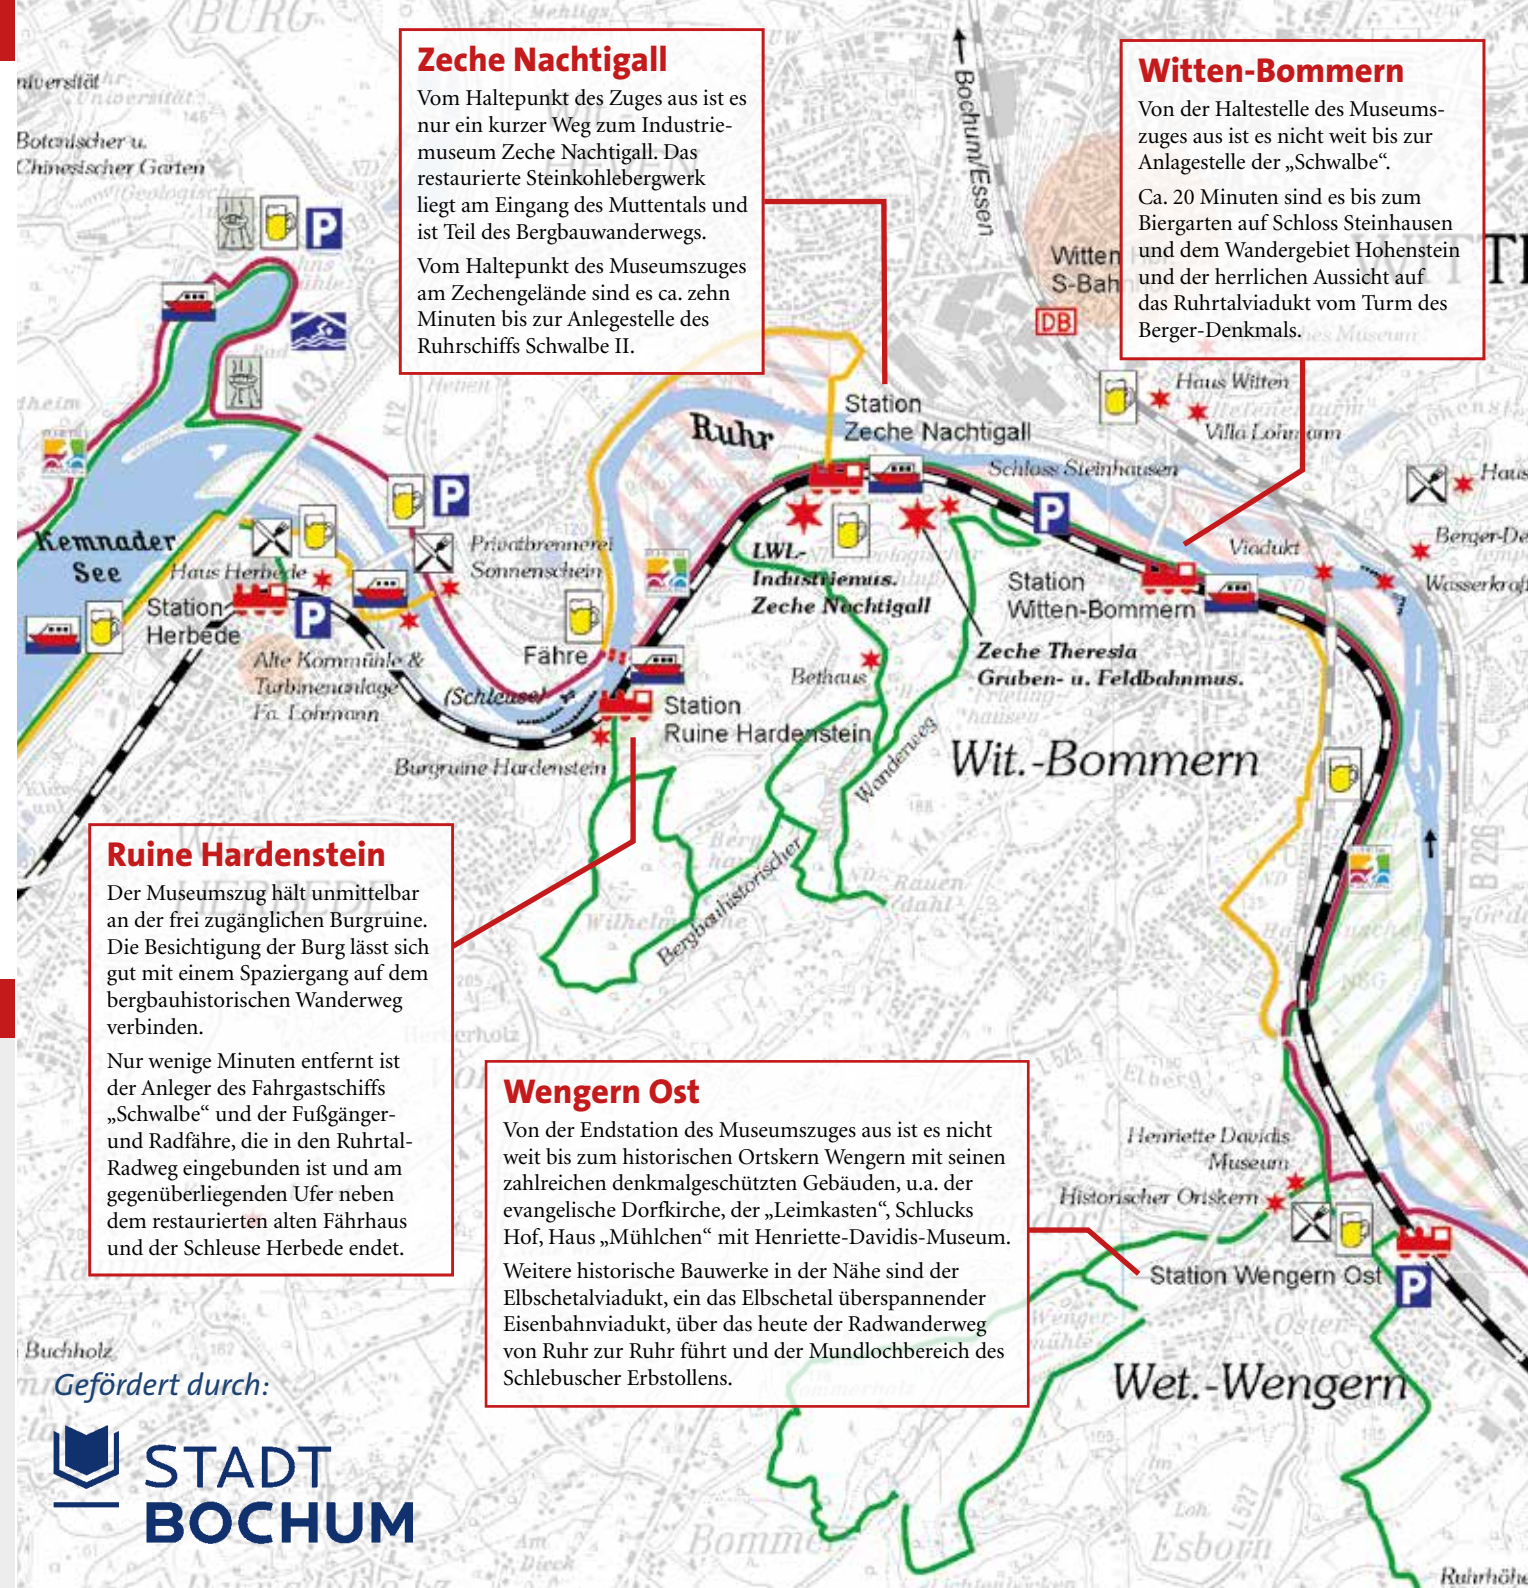 Zeche Nachtigall
Vom Haltepunkt des Zuges aus ist es
nur ein kurzer Weg zum Industrie-
museum Zeche Nachtigall. Das
restaurierte Steinkohlebergwerk
liegt am Eingang des Muttentals und
ist Teil des Bergbauwanderwegs.
Vom Haltepunkt des Museumszuges
am Zechengelände sind es ca. zehn
Minuten bis zur Anlegestelle des
Ruhrschiffs Schwalbe II.
Witten-Bommern
Von der Haltestelle des Museums-
zuges aus ist es nicht weit bis zur
Anlagestelle der „Schwalbe“.
Ca. 20 Minuten sind es bis zum
Biergarten auf Schloss Steinhausen
und dem Wandergebiet Hohenstein
und der herrlichen Aussicht auf
das Ruhrtalviadukt vom Turm des
Berger-Denkmals.
Botanischer u.
Chinesischer Garten
P
Bochum/Essen
Witten
DB
A 43
Ruhr
Station
Zeche Nachtigall
Haus Witten
Villa Lohmann
Schloss Steinhausen
P
P
Haus
Kemnader
See
Haus Herbede
Station
Herbede
P
Privatbrennerei
Sonnenschein
LWL-
Industriemus.
Zeche Nachtigall
Station
Witten-Bommern
Viadukt
Zeche Theresia
Gruben- u. Feldbahnmus.
Fähre
Alte Kornmühle &
Turbinenanlage
Fa. Lohmann
(Schleuse)
Bethaus
Station
Ruine Hardenstein
Burgruine Hardenstein
Wanderweg
Wit.-Bommern
Bergbauhistorischer
B 226
Ruine Hardenstein
Der Museumszug hält unmittelbar
an der frei zugänglichen Burgruine.
Die Besichtigung der Burg lässt sich
gut mit einem Spaziergang auf dem
bergbauhistorischen Wanderweg
verbinden.
Nur wenige Minuten entfernt ist
der Anleger des Fahrgastschiffs
„Schwalbe“ und der Fußgänger-
und Radfähre, die in den Ruhrtal-
Radweg eingebunden ist und am
gegenüberliegenden Ufer neben
dem restaurierten alten Fährhaus
und der Schleuse Herbede endet.
Wengern Ost
Von der Endstation des Museumszuges aus ist es nicht
weit bis zum historischen Ortskern Wengern mit seinen
zahlreichen denkmalgeschützten Gebäuden, u.a. der
evangelische Dorfkirche, der „Leimkasten“, Schlucks
Hof, Haus „Mühlchen“ mit Henriette-Davidis-Museum.
Weitere historische Bauwerke in der Nähe sind der
Elbschetalviadukt, ein das Elbschetal überspannender
Eisenbahnviadukt, über das heute der Radwanderweg
von Ruhr zur Ruhr führt und der Mundlochbereich des
Schlebuscher Erbstollens.
Elberg
Henriette Davidis
Museum
Historischer Ortskern
Station Wengern Ost
P
Wet.-Wengern
Buchholz
Esborn
Gefördert durch:
STADT
BOCHUM